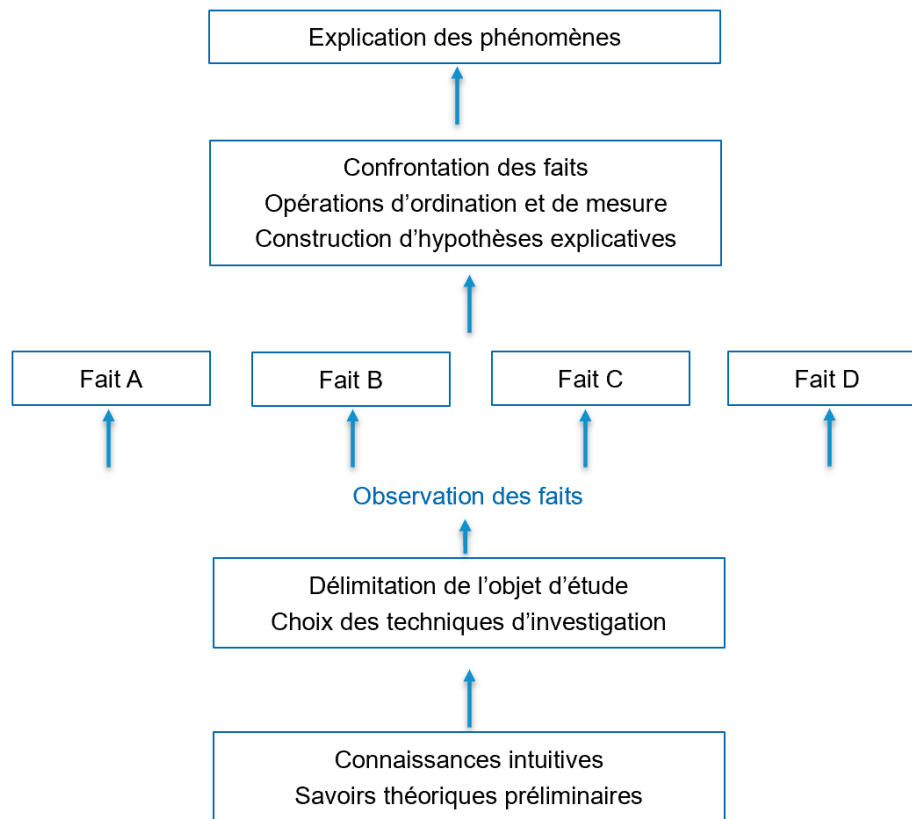 Explication des phénomènes
Confrontation des faits
Opérations d’ordination et de mesure
Construction d’hypothèses explicatives
Fait A
Fait B
Fait C
Fait D
Observation des faits
Délimitation de l’objet d’étude
Choix des techniques d’investigation
Connaissances intuitives
Savoirs théoriques préliminaires